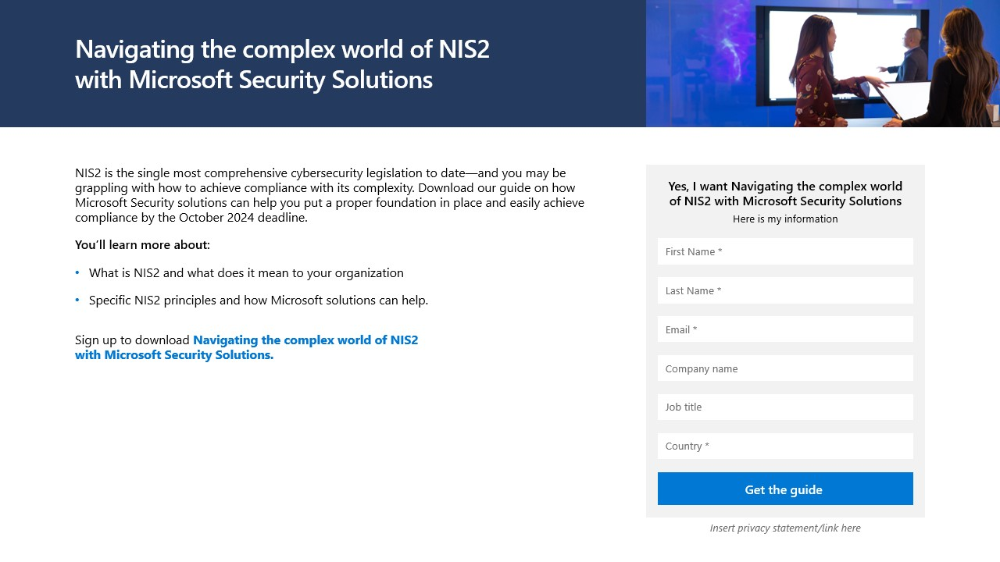 Navigating the complex world of NIS2
with Microsoft Security Solutions
NIS2 is the single most comprehensive cybersecurity legislation to date—and you may be
grappling with how to achieve compliance with its complexity. Download our guide on how
Microsoft Security solutions can help you put a proper foundation in place and easily achieve
compliance by the October 2024 deadline.
You’ll learn more about:
• What is NIS2 and what does it mean to your organization
• Specific NIS2 principles and how Microsoft solutions can help.
Sign up to download Navigating the complex world of NIS2
with Microsoft Security Solutions.
Yes, I want Navigating the complex world
of NIS2 with Microsoft Security Solutions
Here is my information
First Name *
Last Name *
Email *
Company name
Job title
Country *
Get the guide
Insert privacy statement/link here